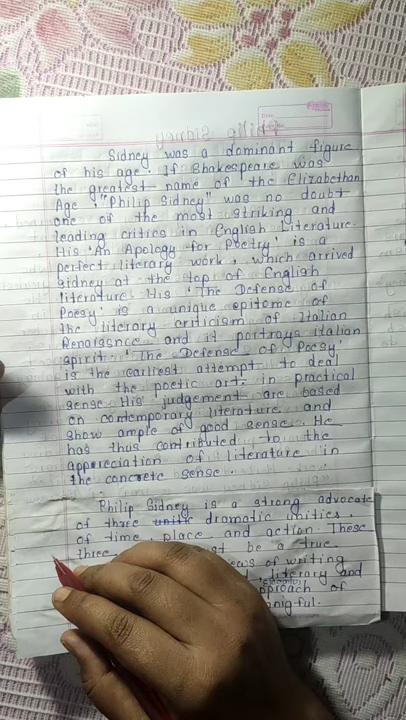 Sidney was a dominant figure
of his age. If Shakespeare was
the greatest name of the Elizabethan
Age "Philip Sidney" was no doubt
one of the most striking and
leading critics in English Literature.
His 'An Apology for Poetry' is a
perfect literary work, which arrived
Sidney at the top of English
literature. His 'The Defense of
Poesy' is a unique epitome of
the literary criticism of Italian
Renaissnce and it portrays italian
spirit. 'The Defense of Poesy'
is the earliest attempt to deal
with the poetic art. in practical
sense. His judgement are based
on contemporary literature and
show ample of good sense. He
has thus contributed to the
appreciation of literature in
the concrete sense.
Philip Sidney is a strong advocate
of three dramatic unities.
of time, place and action. These
three be a true
of writing
literary and
of